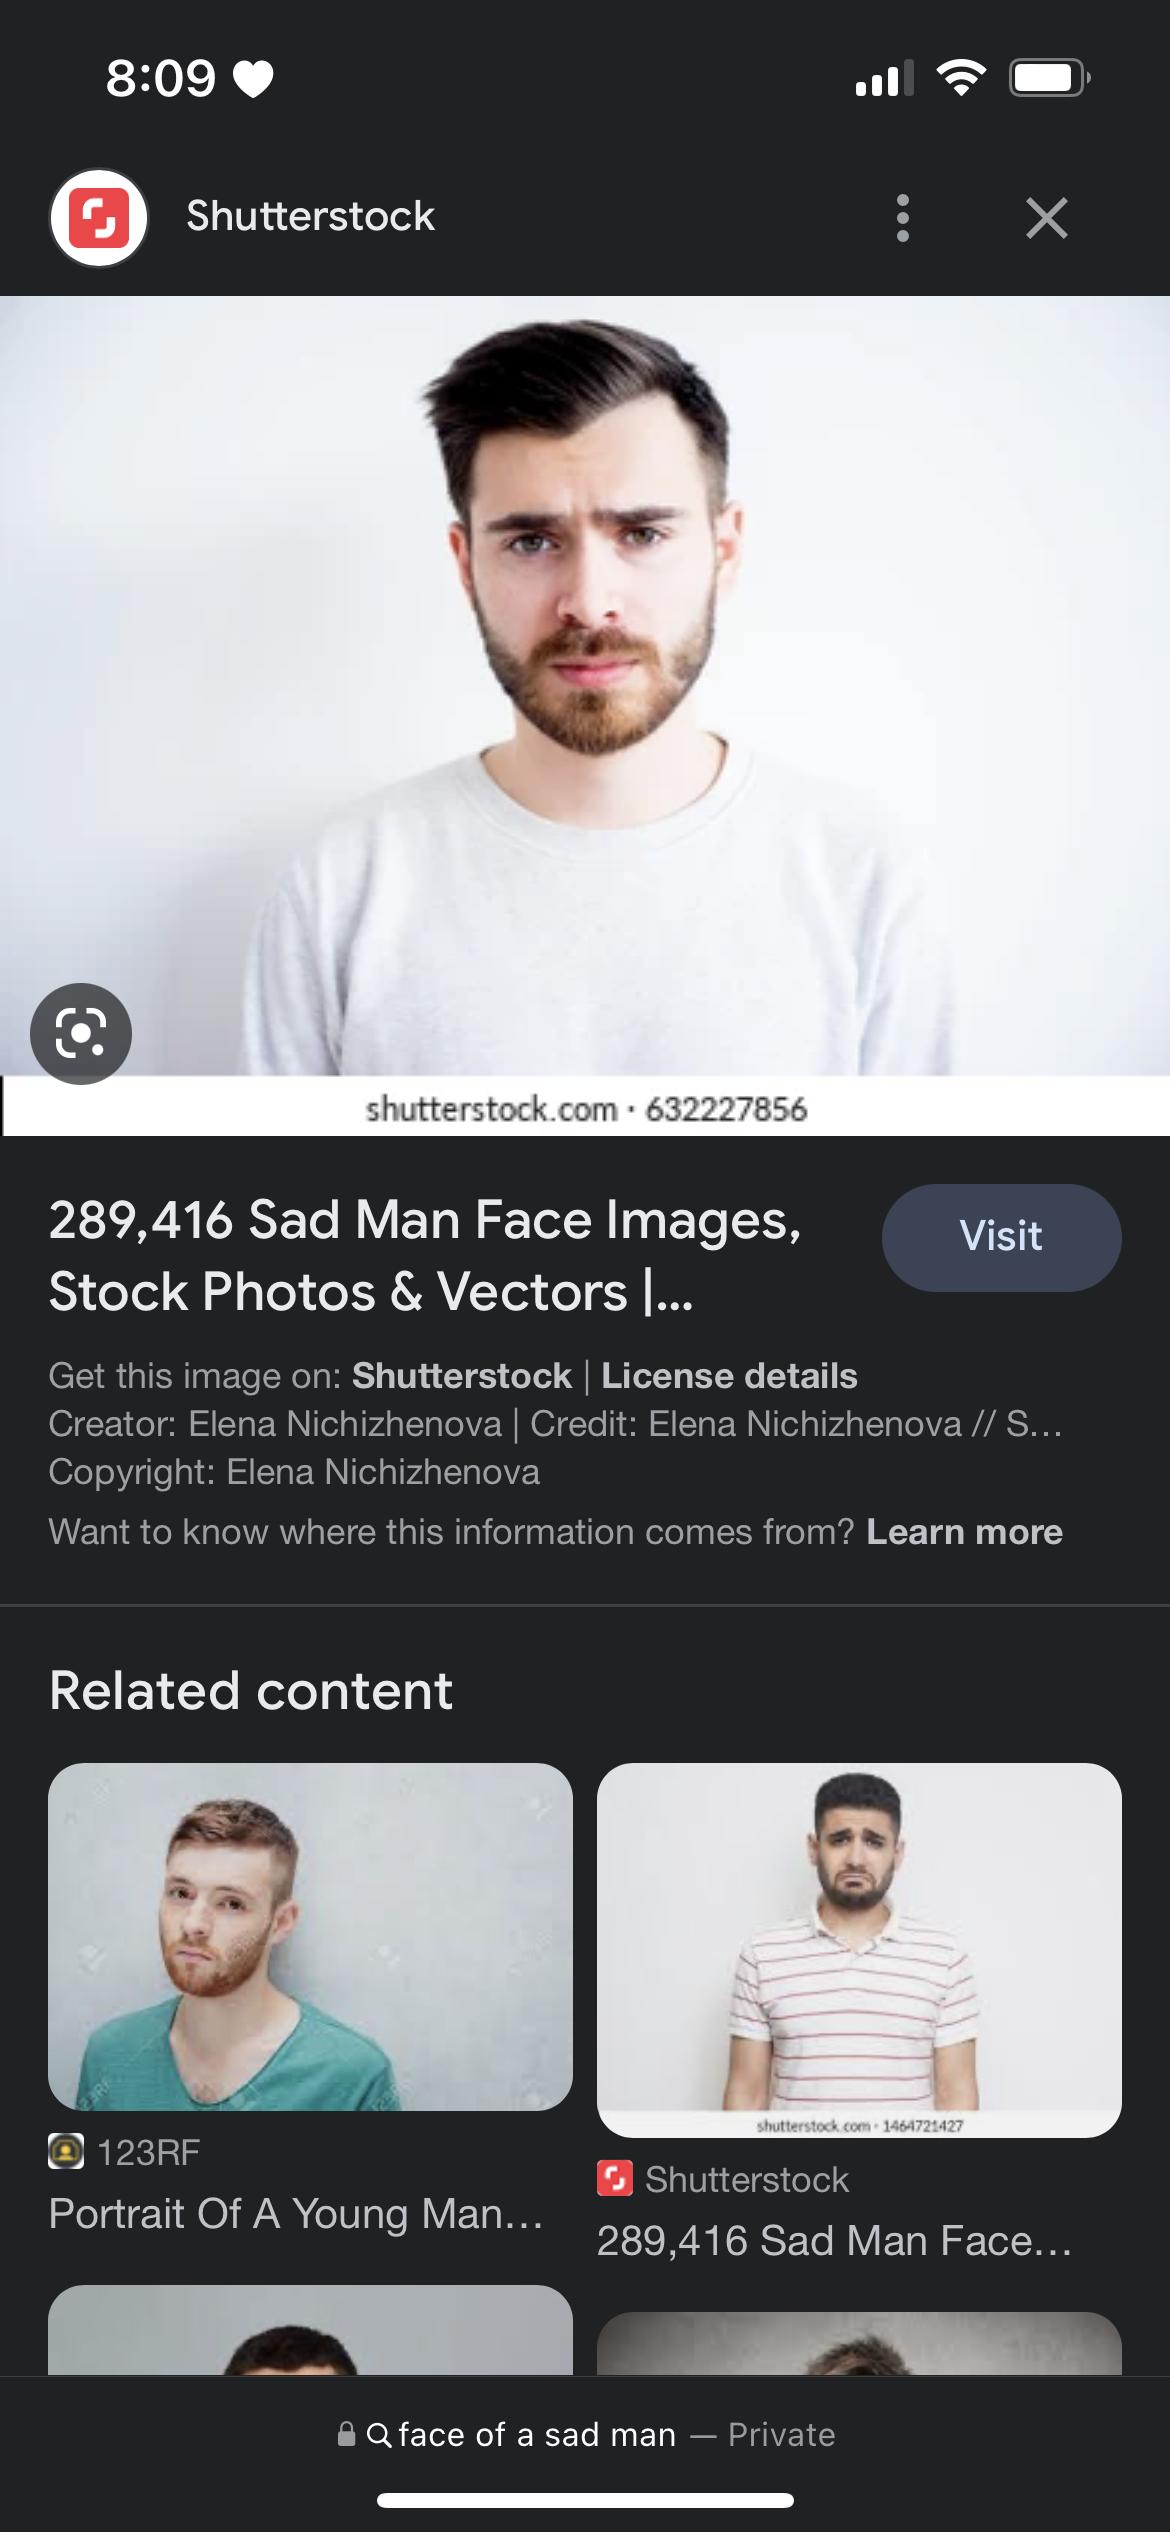 8:09
Shutterstock
shutterstock.com · 632227856
289,416 Sad Man Face Images,
Stock Photos & Vectors |...
Visit
Get this image on: Shutterstock | License details
Creator: Elena Nichizhenova | Credit: Elena Nichizhenova // S...
Copyright: Elena Nichizhenova
Want to know where this information comes from? Learn more
Related content
123RF
Portrait Of A Young Man...
shutterstock.com · 1464721427
Shutterstock
289,416 Sad Man Face...
face of a sad man — Private